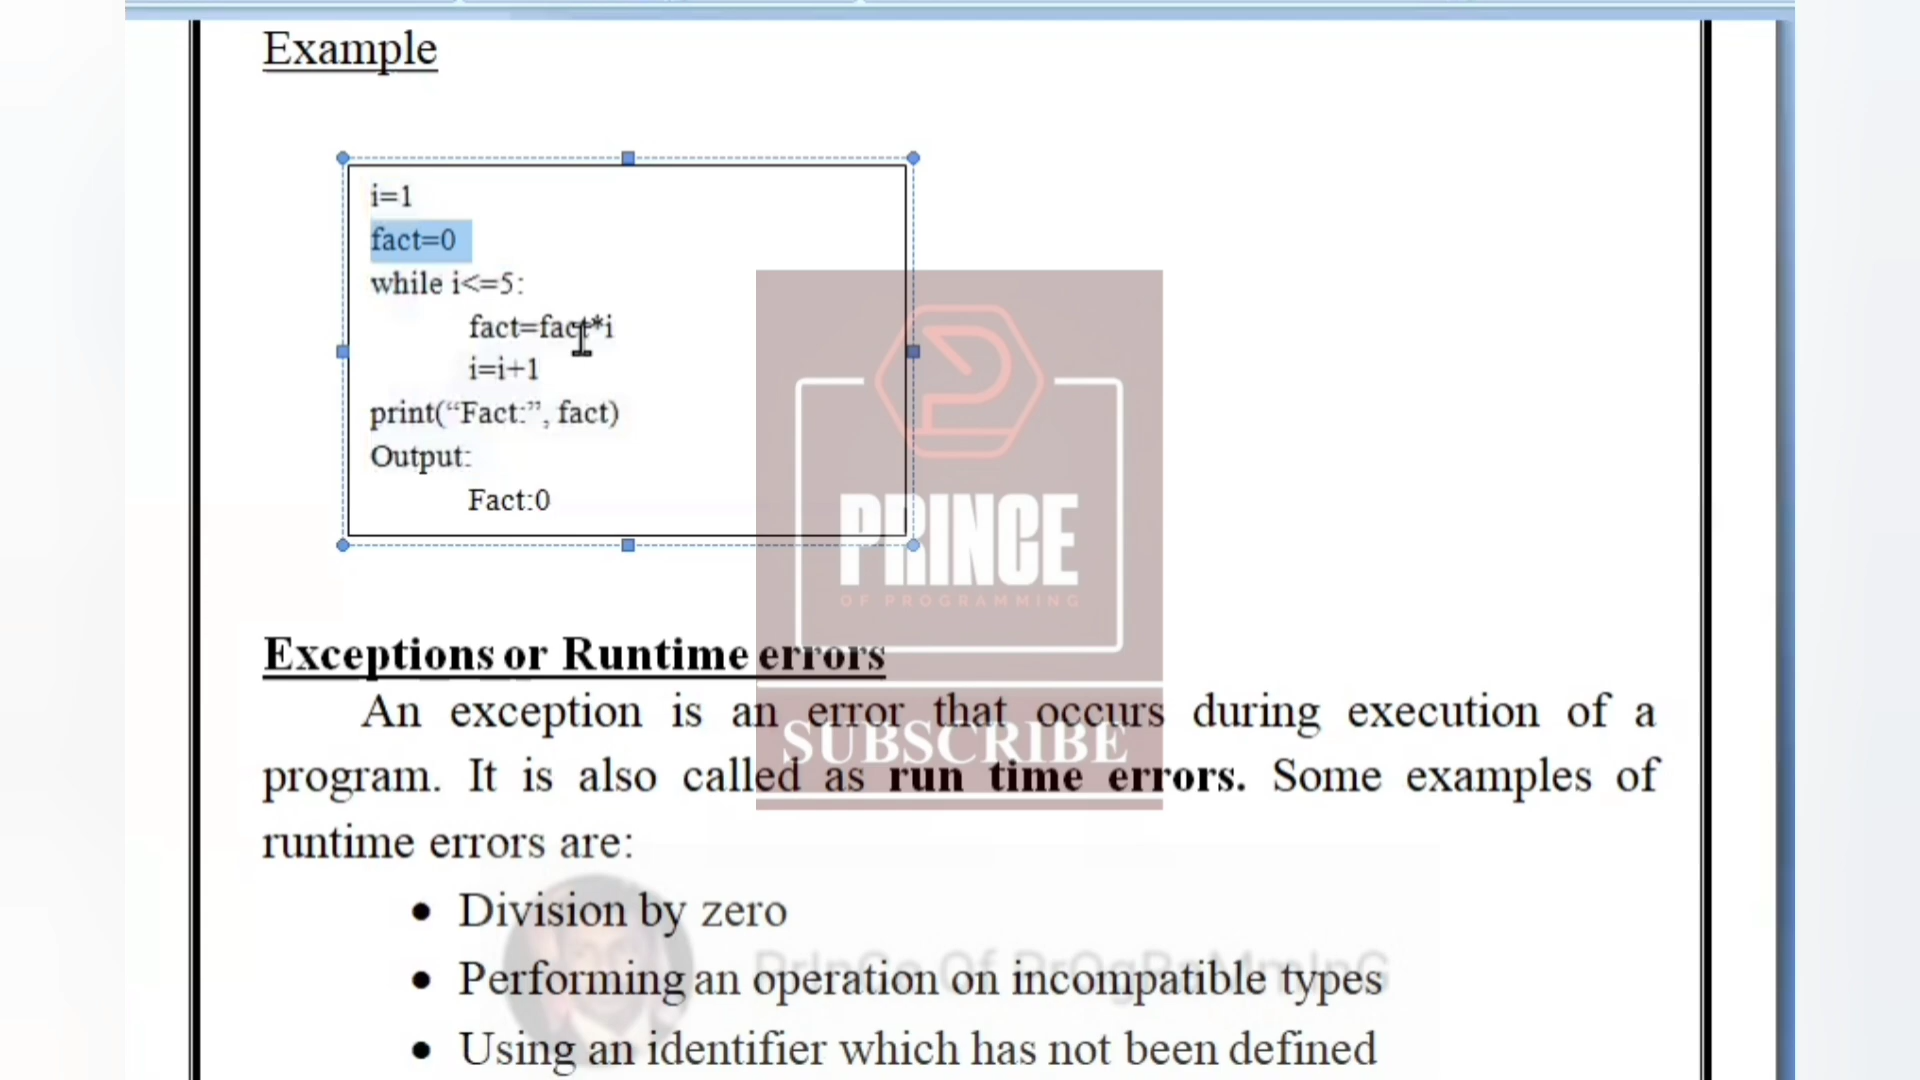 Example
i=1
fact=0
while i<=5:
fact=fact*i
i=i+1
print(“Fact:”, fact)
Output:
Fact:0
PRINCE
OF PROGRAMMING
Exceptions or Runtime errors
An exception is an error that occurs during execution of a
SUBSCRIBE
program. It is also called as run time errors. Some examples of
runtime errors are:
• Division by zero
PrInCe Of PrOgRaMmInG
• Performing an operation on incompatible types
• Using an identifier which has not been defined